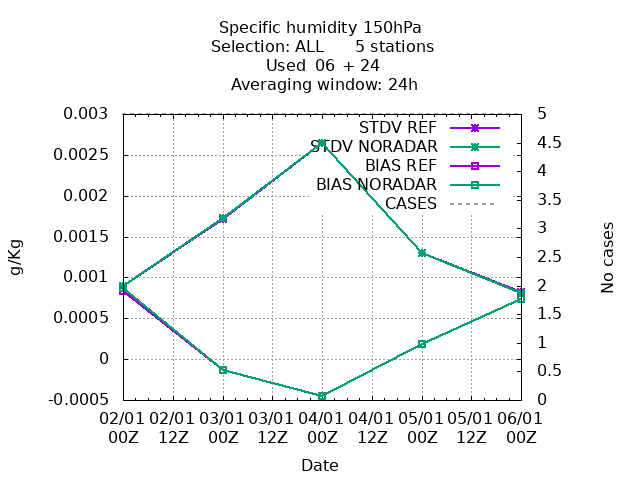 Specific humidity 150hPa
Selection: ALL 5 stations
Used 06 + 24
Averaging window: 24h
0.003
0.0025
0.002
0.0015
0.001
0.0005
0
-0.0005
g/Kg
STDV REF
STDV NORADAR
BIAS REF
BIAS NORADAR
CASES
5
4.5
4
3.5
3
2.5
2
1.5
1
0.5
0
No cases
02/01 02/01 03/01 03/01 04/01 04/01 05/01 05/01 06/01
00Z 12Z 00Z 12Z 00Z 12Z 00Z 12Z 00Z
Date